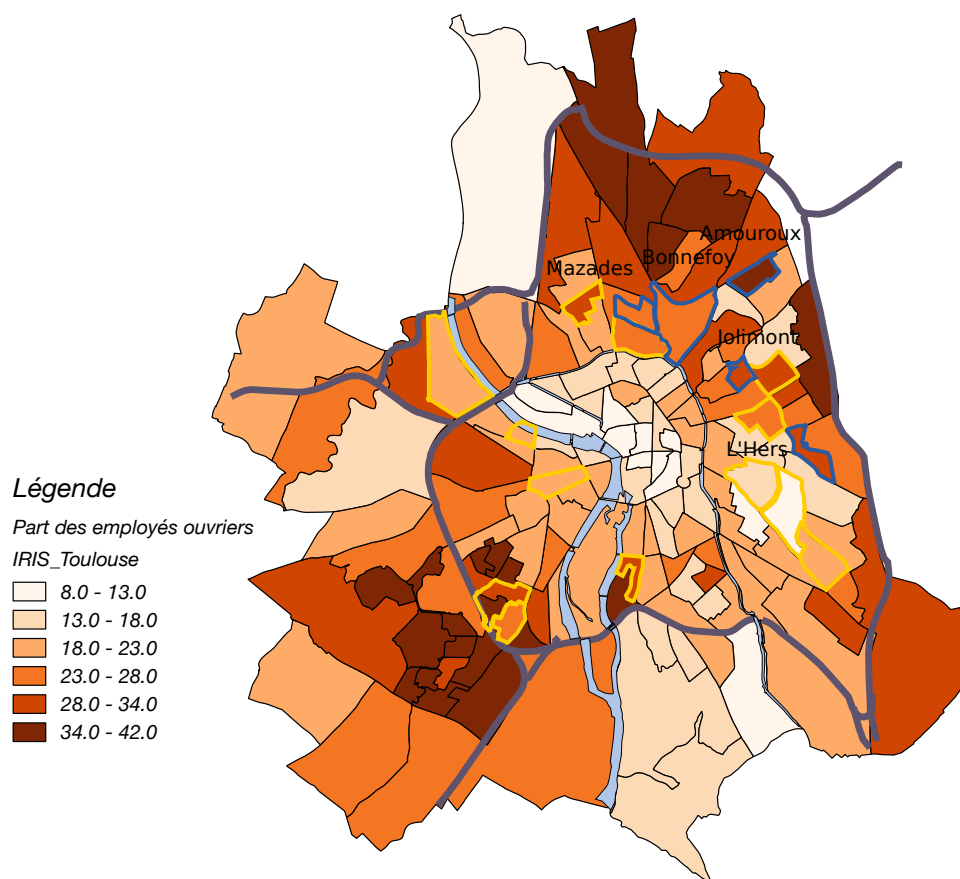 Amouroux
Bonnefoy
Mazades
Jolimont
L'Hers
Légende
Part des employés ouvriers
IRIS_Toulouse
8.0 - 13.0
13.0 - 18.0
18.0 - 23.0
23.0 - 28.0
28.0 - 34.0
34.0 - 42.0